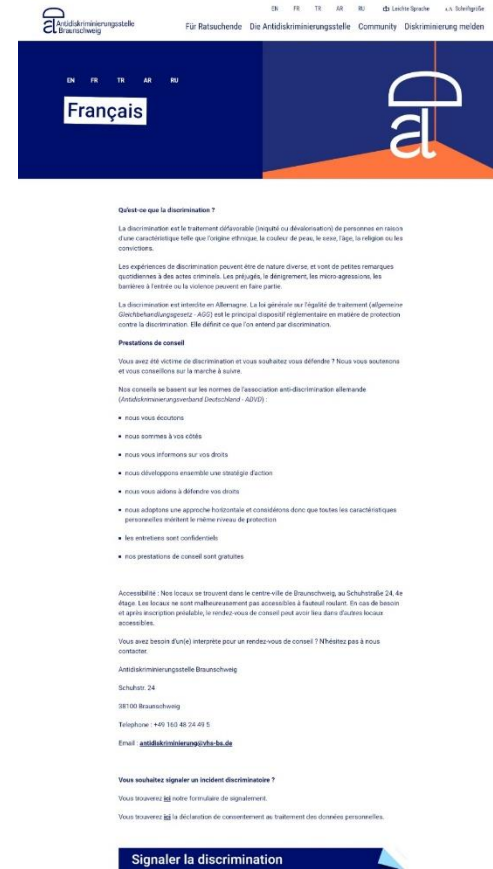 EN FR TR AR RU Leichte Sprache AA Schriftgröße
Antidiskriminierungsstelle
Braunschweig
Für Ratsuchende Die Antidiskriminierungsstelle Community Diskriminierung melden
EN FR TR AR RU
Français
Qu'est-ce que la discrimination ?
La discrimination est le traitement défavorable (iniquité ou dévalorisation) de personnes en raison
d'une caractéristique telle que l'origine ethnique, la couleur de peau, le sexe, l'âge, la religion ou les
convictions.
Les expériences de discrimination peuvent être de nature diverse, et vont de petites remarques
quotidiennes à des actes criminels. Les préjugés, le dénigrement, les micro-agressions, les
barrières à l'entrée ou la violence peuvent en faire partie.
La discrimination est interdite en Allemagne. La loi générale sur l'égalité de traitement (allgemeine
Gleichbehandlungsgesetz - AGG) est le principal dispositif réglementaire en matière de protection
contre la discrimination. Elle définit ce que l'on entend par discrimination.
Prestations de conseil
Vous avez été victime de discrimination et vous souhaitez vous défendre ? Nous vous soutenons
et vous conseillons sur la marche à suivre.
Nos conseils se basent sur les normes de l'association anti-discrimination allemande
(Antidiskriminierungsverband Deutschland - ADVD) :
• nous vous écoutons
• nous sommes à vos côtés
• nous vous informons sur vos droits
• nous développons ensemble une stratégie d'action
• nous vous aidons à défendre vos droits
• nous adoptons une approche horizontale et considérons donc que toutes les caractéristiques
personnelles méritent le même niveau de protection
• les entretiens sont confidentiels
• nos prestations de conseil sont gratuites
Accessibilité : Nos locaux se trouvent dans le centre-ville de Braunschweig, au Schuhstraße 24, 4e
étage. Les locaux ne sont malheureusement pas accessibles à fauteuil roulant. En cas de besoin
et après inscription préalable, le rendez-vous de conseil peut avoir lieu dans d'autres locaux
accessibles.
Vous avez besoin d'un(e) interprète pour un rendez-vous de conseil ? N'hésitez pas à nous
contacter.
Antidiskriminierungsstelle Braunschweig
Schuhstr. 24
38100 Braunschweig
Telephone : +49 160 48 24 49 5
Email : antidiskriminierung@vhs-bs.de
Vous souhaitez signaler un incident discriminatoire ?
Vous trouverez ici notre formulaire de signalement.
Vous trouverez ici la déclaration de consentement au traitement des données personnelles.
Signaler la discrimination